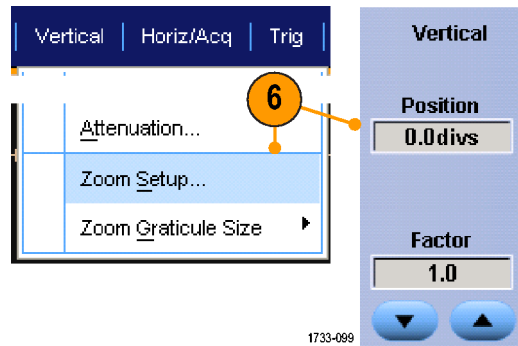 Vertical Horiz/Acq Trig
6
Attenuation...
Zoom Setup...
Zoom Graticule Size
Vertical
Position
0.0divs
Factor
1.0
1733-099